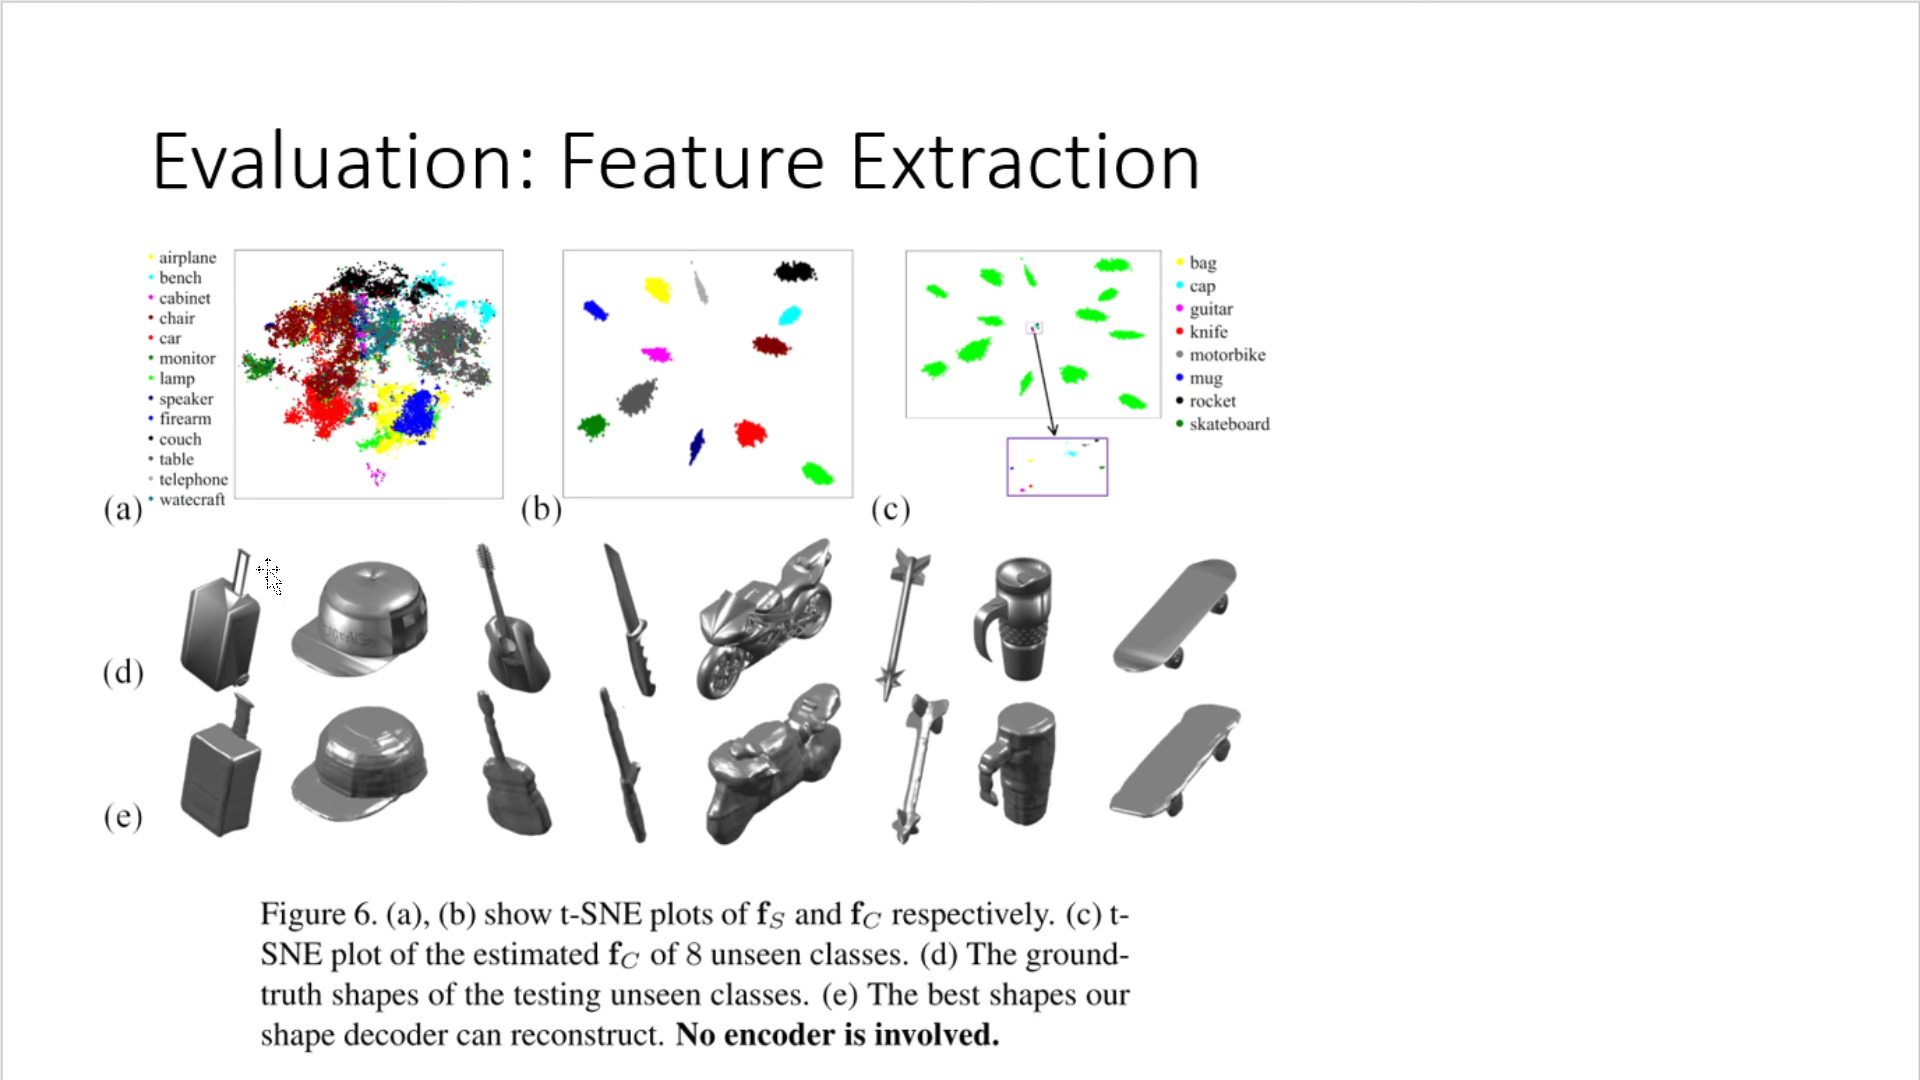 Evaluation: Feature Extraction
airplane
bench
cabinet
chair
car
monitor
lamp
speaker
firearm
couch
table
telephone
watecraft
(a)
(b)
(c)
bag
cap
guitar
knife
motorbike
mug
rocket
skateboard
(d)
(e)
Figure 6. (a), (b) show t-SNE plots of fS and fC respectively. (c) t-
SNE plot of the estimated fC of 8 unseen classes. (d) The ground-
truth shapes of the testing unseen classes. (e) The best shapes our
shape decoder can reconstruct. No encoder is involved.